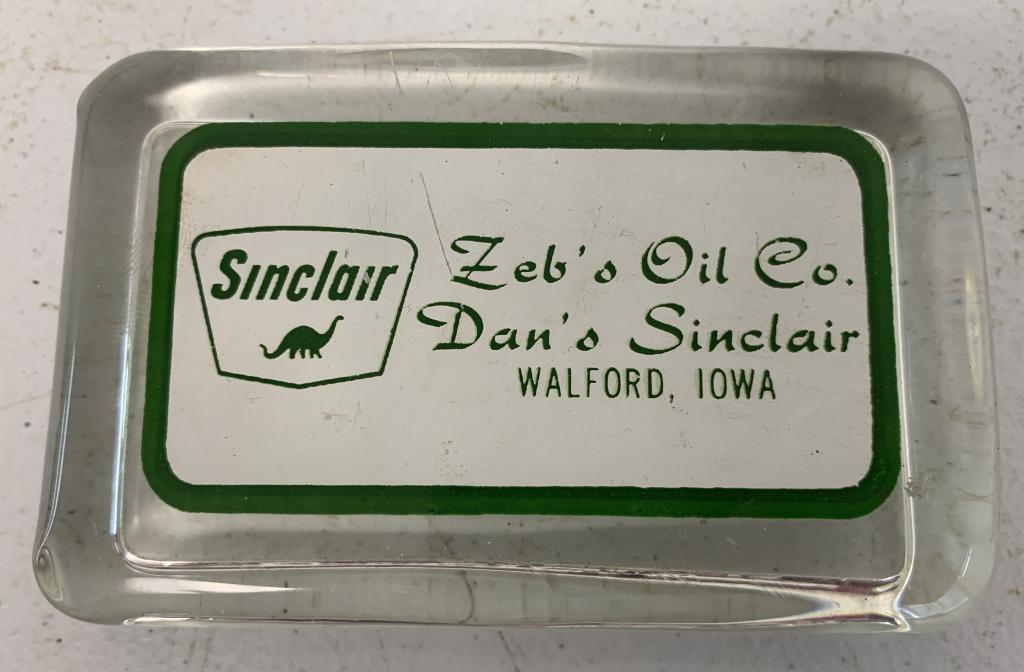 Sinclair
Zeb's Oil Co.
Dan's Sinclair
WALFORD, IOWA